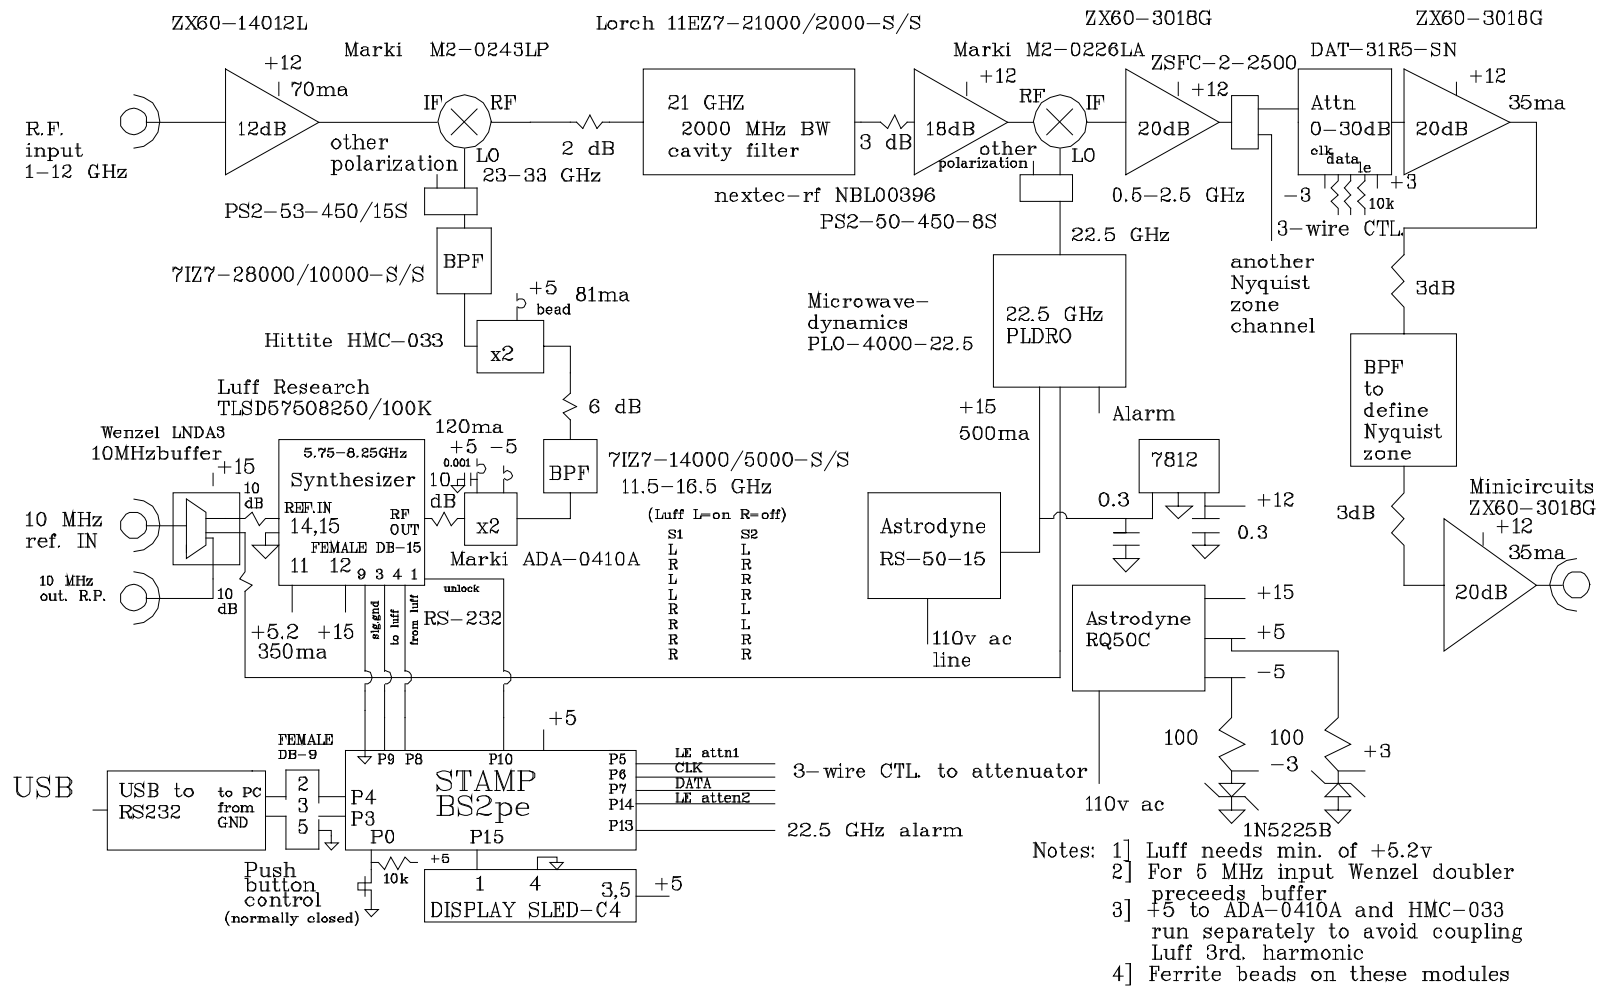 ZX60-14012L
Lorch 11EZ7-21000/2000-S/S
ZX60-3018G
ZX60-3018G
Marki M2-0243LP
Marki M2-0226LA
ZSFC-2-2500
DAT-31R5-SN
+12
70ma
12dB
R.F.
input
1-12 GHz
IF
RF
LO
other
polarization
23-33 GHz
2 dB
21 GHZ
2000 MHz BW
cavity filter
3 dB
+12
18dB
RF
IF
LO
other
polarization
+12
20dB
Attn
0-30dB
clk
data
le
-3
+3
10k
+12
35ma
20dB
nextec-rf NBL00396
0.5-2.5 GHz
3-wire CTL.
PS2-53-450/15S
PS2-50-450-8S
22.5 GHz
another
Nyquist
zone
channel
7IZ7-28000/10000-S/S
BPF
+5
bead
81ma
Hittite HMC-033
x2
Microwave-
dynamics
PLO-4000-22.5
22.5 GHz
PLDRO
3dB
BPF
to
define
Nyquist
zone
3dB
Luff Research
TLSD57508250/100K
6 dB
+15
500ma
Alarm
Wenzel LNDA3
10MHzbuffer
+15
10
dB
5.75-8.25GHz
Synthesizer
REF.IN
14,15
RF
OUT
FEMALE DB-15
11
12
9
3
4
1
120ma
+5
-5
0.001
10
dB
x2
BPF
7IZ7-14000/5000-S/S
11.5-16.5 GHz
Marki ADA-0410A
(Luff L=on R=off)
S1 S2
L L
R R
L R
L R
R L
R L
R R
R R
7812
0.3
+12
0.3
Astrodyne
RS-50-15
110v ac
line
Minicircuits
ZX60-3018G
+12
35ma
20dB
10 MHz
ref. IN
10 MHz
out. R.P.
10
dB
+5.2
350ma
+15
sig.gnd
to luff
from luff
unlock
RS-232
Astrodyne
RQ50C
+15
+5
-5
100
100
-3
+3
110v ac
1N5225B
+5
USB
USB to
RS232
to PC
from
GND
FEMALE
DB-9
2
3
5
P9
P8
P10
P4
P3
P0
P15
STAMP
BS2pe
P5
P6
P7
P14
P13
LE attn1
CLK
DATA
LE atten2
3-wire CTL. to attenuator
22.5 GHz alarm
Push
button
control
(normally closed)
10k
+5
1
4
3,5
+5
DISPLAY SLED-C4
Notes: 1] Luff needs min. of +5.2v
2] For 5 MHz input Wenzel doubler
preceeds buffer
3] +5 to ADA-0410A and HMC-033
run separately to avoid coupling
Luff 3rd. harmonic
4] Ferrite beads on these modules